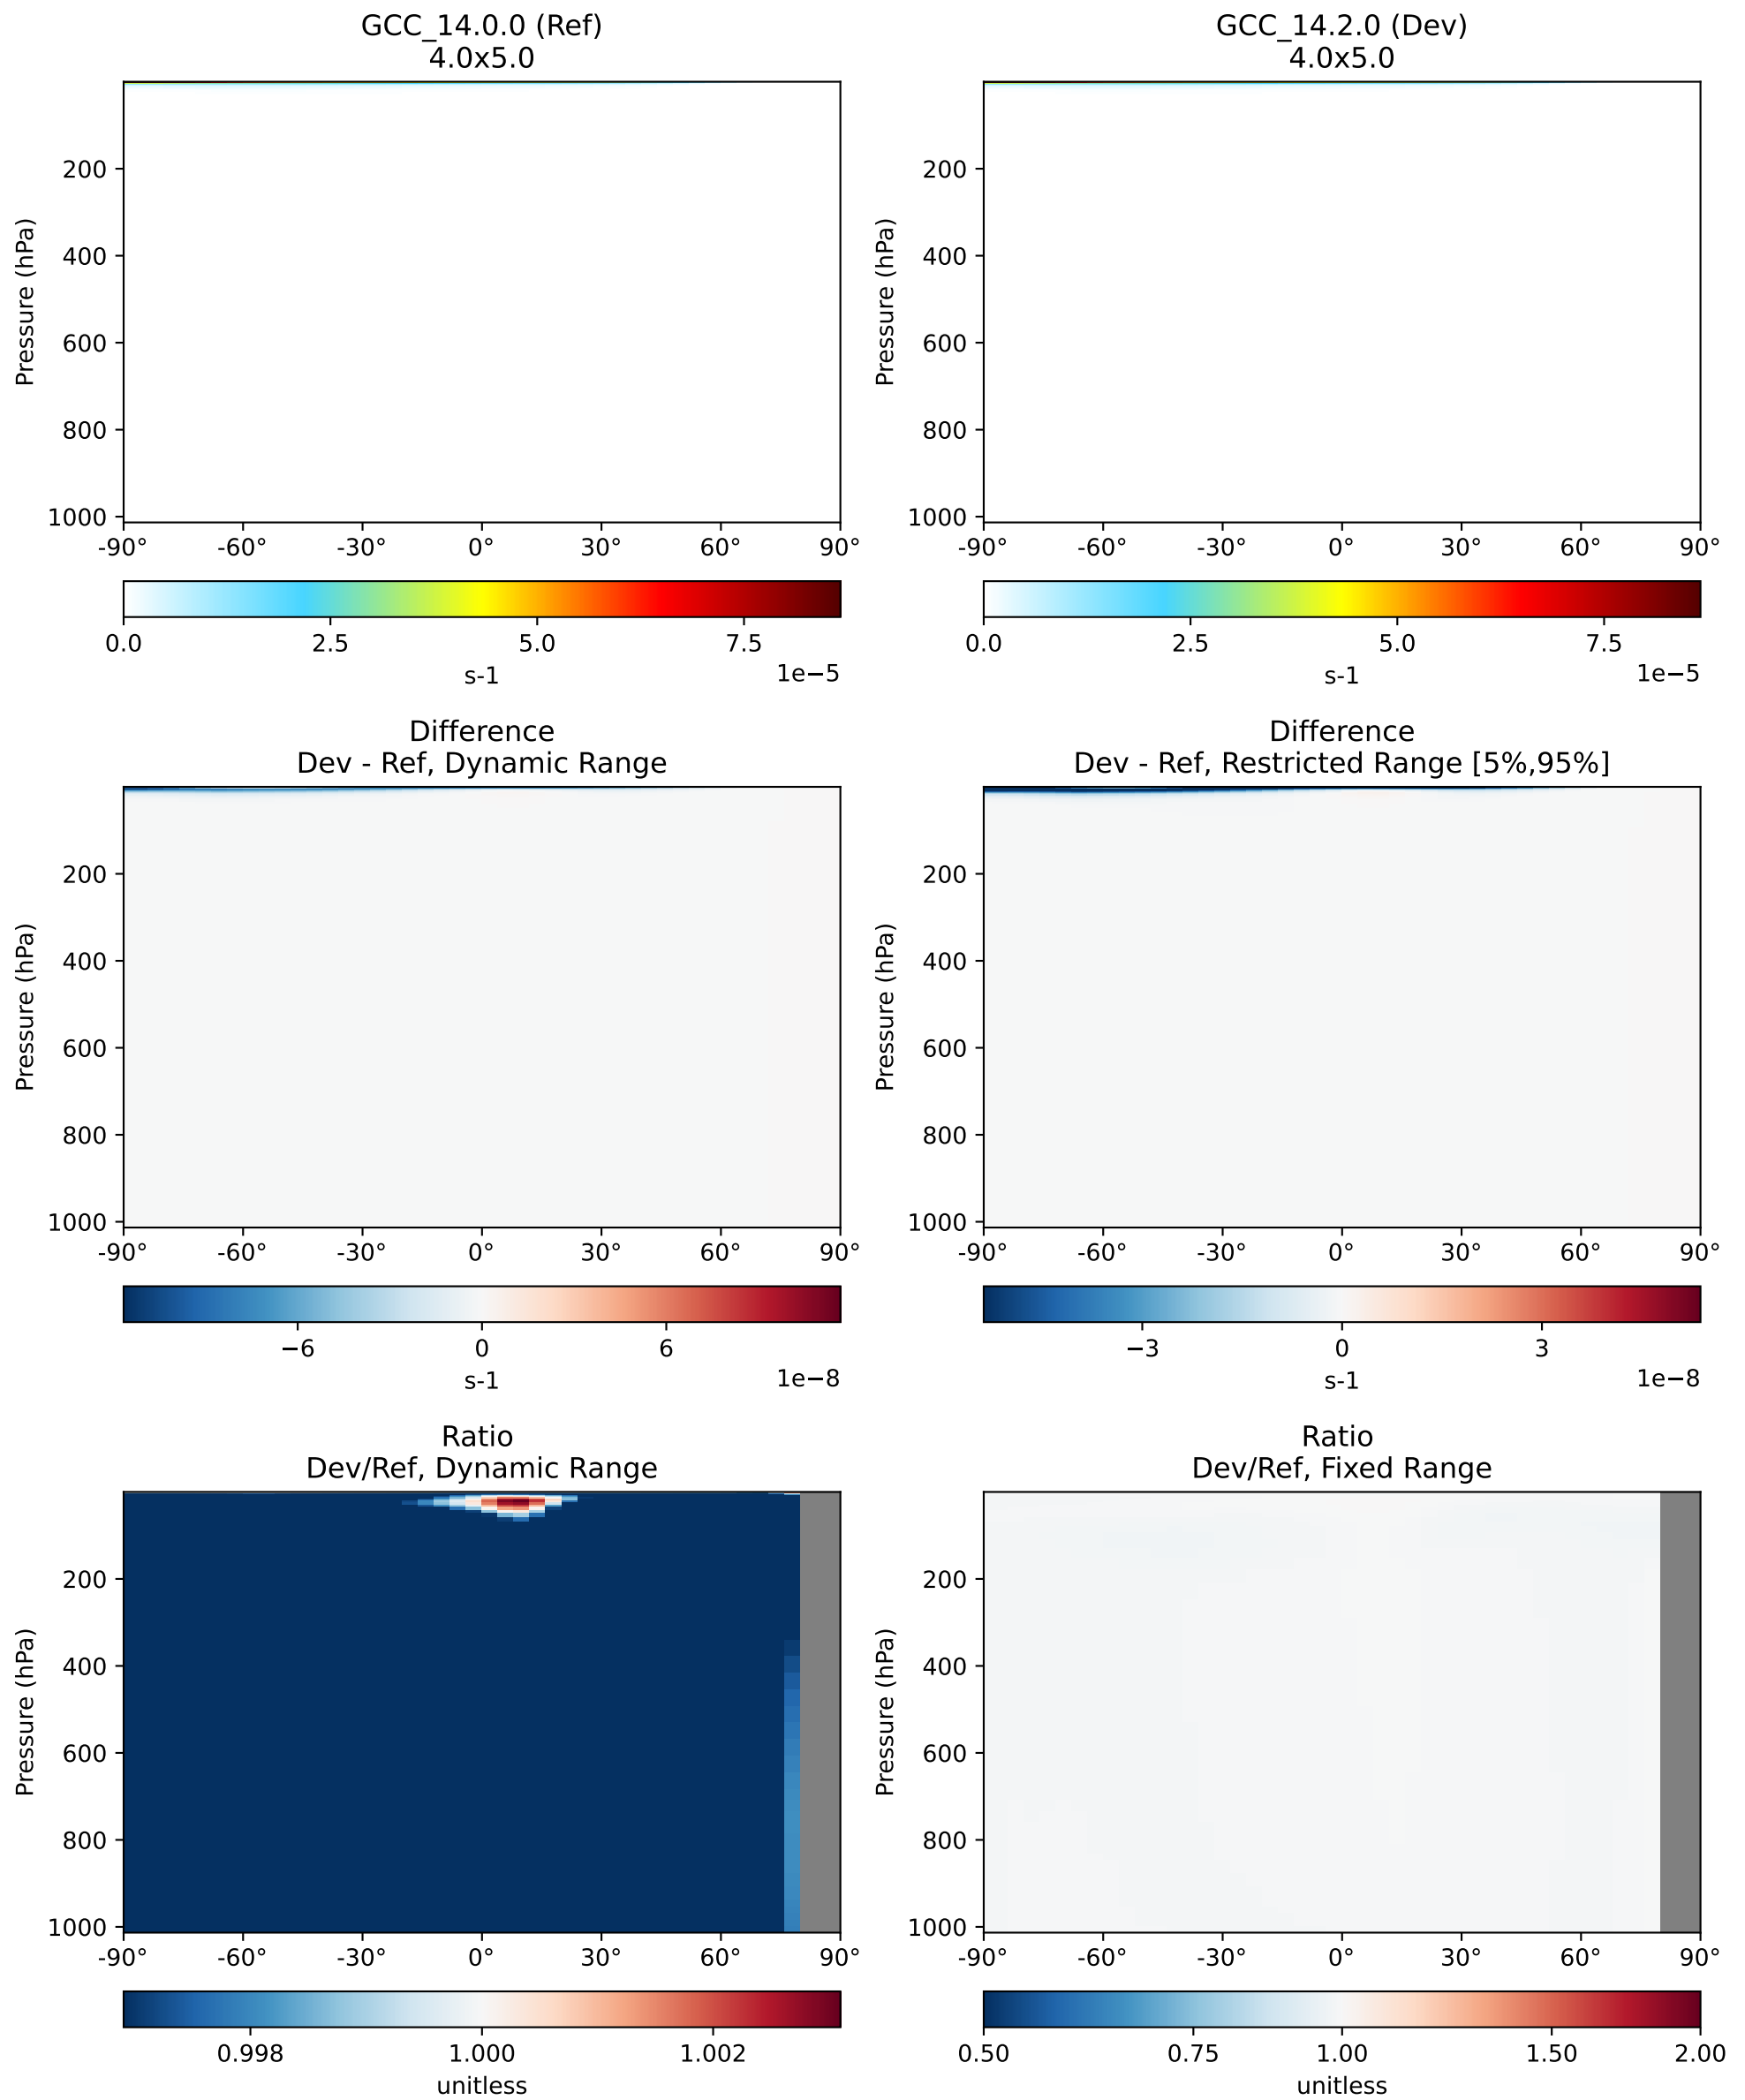 GCC_14.0.0 (Ref)
4.0x5.0
Pressure (hPa)
200
400
600
800
1000
-90° -60° -30° 0° 30° 60° 90°
0.0 2.5 5.0 7.5
s-1
1e−5
GCC_14.2.0 (Dev)
4.0x5.0
Pressure (hPa)
200
400
600
800
1000
-90° -60° -30° 0° 30° 60° 90°
0.0 2.5 5.0 7.5
s-1
1e−5
Difference
Dev - Ref, Dynamic Range
Pressure (hPa)
200
400
600
800
1000
-90° -60° -30° 0° 30° 60° 90°
−6 0 6
s-1
1e−8
Difference
Dev - Ref, Restricted Range [5%,95%]
Pressure (hPa)
200
400
600
800
1000
-90° -60° -30° 0° 30° 60° 90°
−3 0 3
s-1
1e−8
Ratio
Dev/Ref, Dynamic Range
Pressure (hPa)
200
400
600
800
1000
-90° -60° -30° 0° 30° 60° 90°
0.998 1.000 1.002
unitless
Ratio
Dev/Ref, Fixed Range
Pressure (hPa)
200
400
600
800
1000
-90° -60° -30° 0° 30° 60° 90°
0.50 0.75 1.00 1.50 2.00
unitless